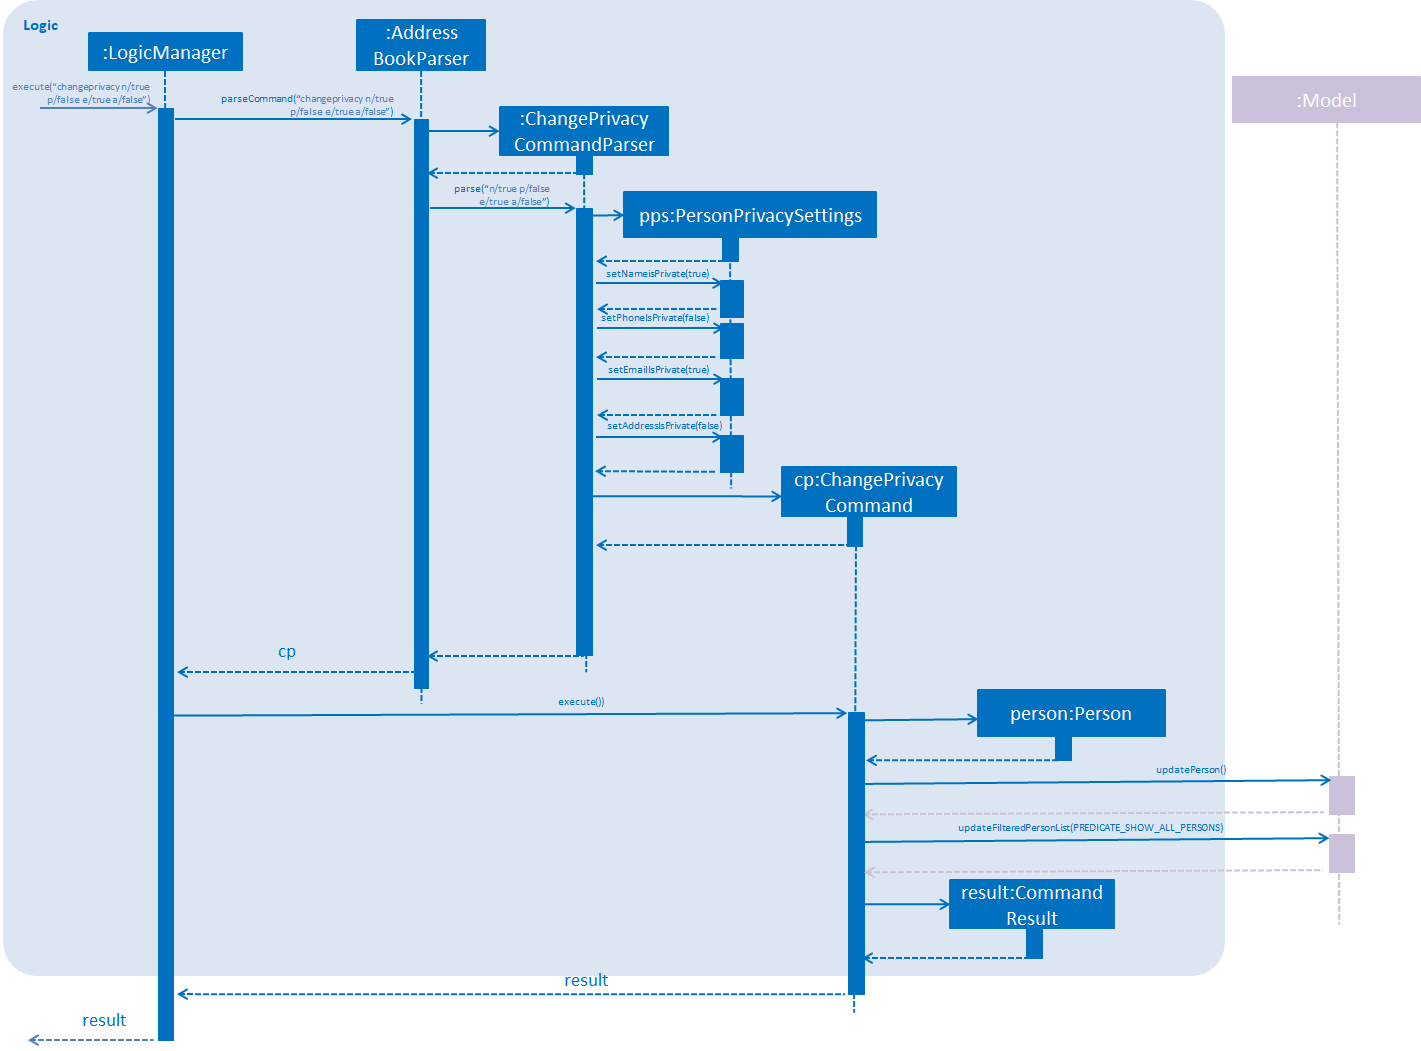 Logic
:LogicManager
:Address
BookParser
execute(“changeprivacy n/true
p/false e/true a/false”)
parseCommand(“changeprivacy n/true
p/false e/true a/false”)
:Model
:ChangePrivacy
CommandParser
parse(“n/true p/false
e/true a/false”)
pps:PersonPrivacySettings
setNameisPrivate(true)
setPhoneIsPrivate(false)
setEmailIsPrivate(true)
setAddressIsPrivate(false)
cp:ChangePrivacy
Command
cp
execute())
person:Person
updatePerson()
updateFilteredPersonList(PREDICATE_SHOW_ALL_PERSONS)
result:Command
Result
result
result